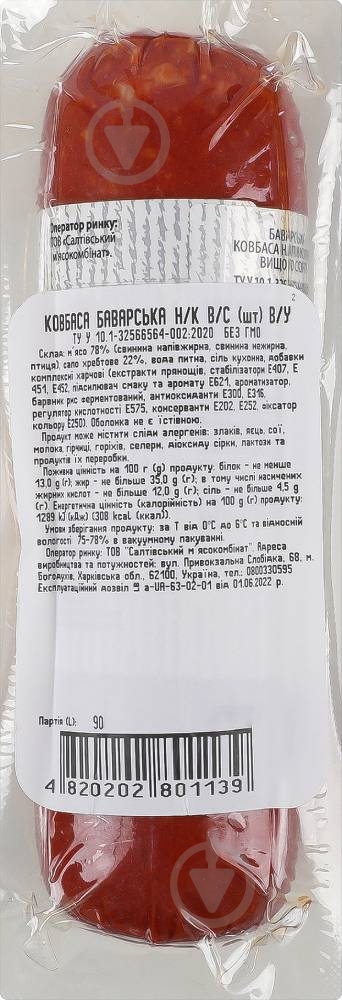 Оператор ринку:
ТОВ «Салтівський
м'ясокомбінат».
БАВАРСЬКА
КОВБАСА
ВИЩОГО
2
КОВБАСА БАВАРСЬКА Н/К В/С (шт) В/У
ТУ У 10.1-32566564-002:2020 БЕЗ ГМО
Склад: м'ясо 78% (свинина напівжирна, свинина нежирна,
птиця), сало хребтове 22%, вода питна, сіль кухонна, добавки
комплексні харчові (екстракти прянощів, стабілізатори Е407, Е
451, Е452, підсилювач смаку та аромату Е621, ароматизатор,
барвник рис ферментований, антиоксиданти Е300, Е316,
регулятор кислотності Е575, консерванти Е202, Е252, фіксатор
кольору Е250). Оболонка не є їстівною.
Продукт може містити сліди алергенів: злаків, яєць, сої,
молока, гірчиці, горіхів, селери, діоксиду сірки, лактози та
продуктів їх переробки.
Поживна цінність на 100 г (g) продукту: білок - не менше
13.0 g (г); жир - не більше 35.0 g (г); в тому числі насичених
жирних кислот - не більше 12.0 g (г); сіль - не більше 4,5 g
(г). Енергетична цінність (калорійність) на 100 g (г) продукту:
1289 kJ (кДж) (308 kcal (ккал)).
Умови зберігання продукту: за Т від 0°С до 6°С та відносній
вологості 75-78% в вакуумному пакуванні.
Оператор ринку: ТОВ "Салтівський м'ясокомбінат". Адреса
виробництва та потужностей: вул. Привокзальна Слобідка, 68, м.
Богодухів, Харківська обл., 62100, Україна, тел.: 0800330595
Експлуатаційний дозвіл № a-UA-63-02-01 від 01.06.2022 р.
Партія (L): 90
4 820202 801139